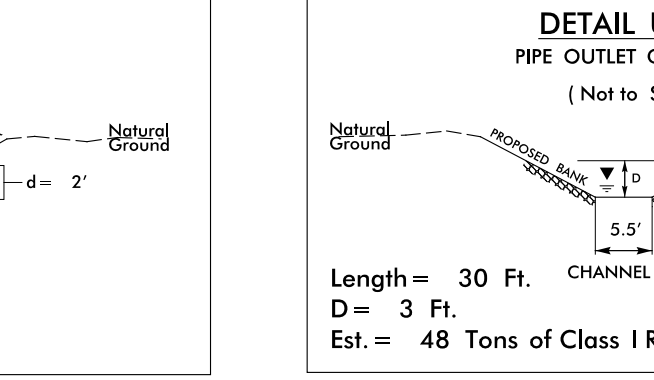 Natural
Ground
d= 2'
DETAIL
PIPE OUTLET
( Not to
Natural
Ground
PROPOSED BANK
D
5.5'
CHANNEL
Length= 30 Ft.
D= 3 Ft.
Est.= 48 Tons of Class I R